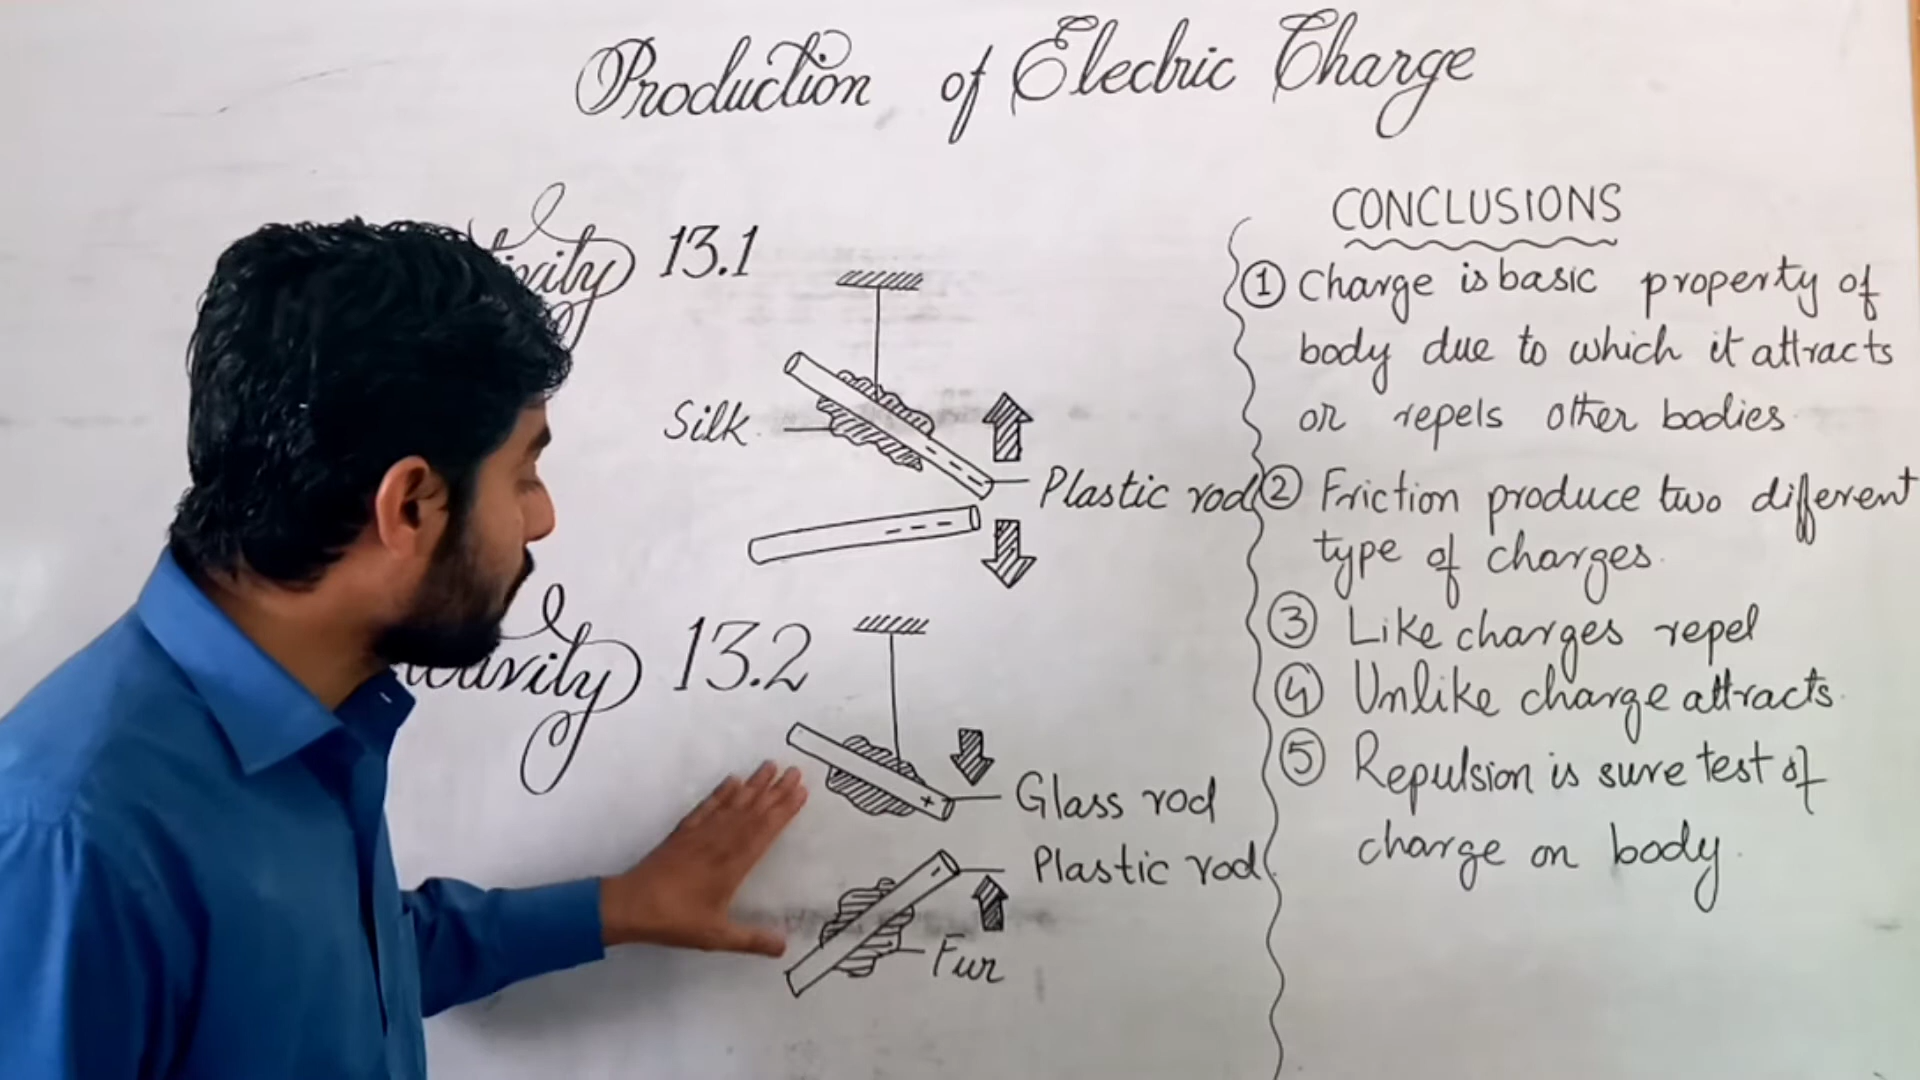 Production of Electric Charge
13.1
Silk
Plastic rod
13.2
Glass rod
Plastic rod
Fur
CONCLUSIONS
① Charge is basic property of
body due to which it attracts
or repels other bodies
② Friction produce two different
type of charges.
③ Like charges repel
④ Unlike charge attracts.
⑤ Repulsion is sure test of
charge on body.